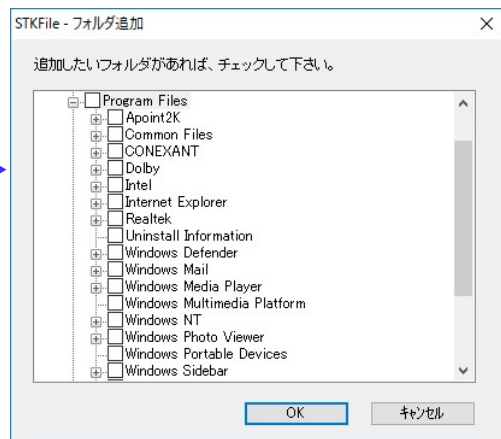 STKFile - フォルダ追加
追加したいフォルダがあれば、チェックして下さい。
Program Files
Apoint2K
Common Files
CONEXANT
Dolby
Intel
Internet Explorer
Realtek
Uninstall Information
Windows Defender
Windows Mail
Windows Media Player
Windows Multimedia Platform
Windows NT
Windows Photo Viewer
Windows Portable Devices
Windows Sidebar
OK キャンセル